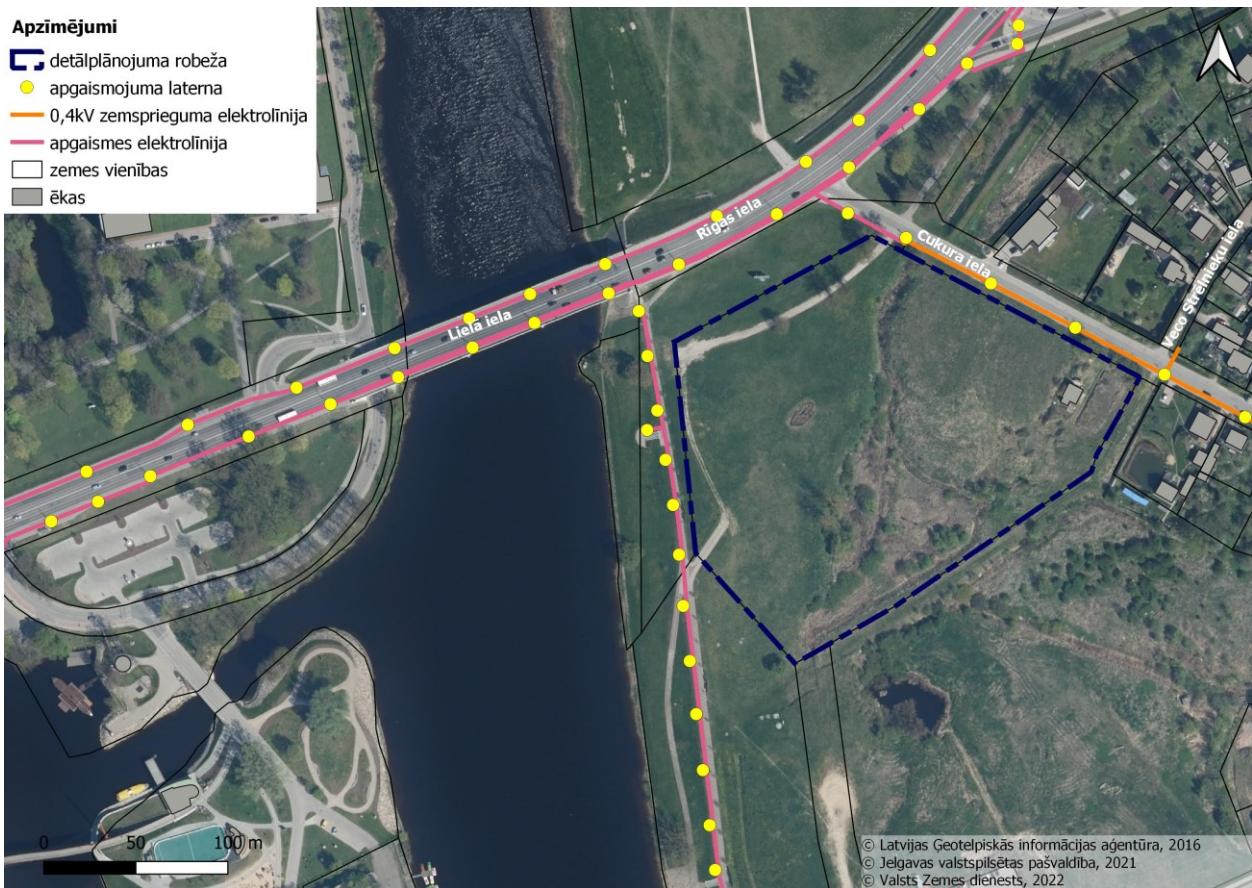 Apzīmējumi
detālplānojuma robeža
apgaismojuma laterna
0,4kV zemsprieguma elektrolīnija
apgaismes elektrolīnija
zemes vienības
ēkas
Rīgas iela
Cukura iela
Veco Strēlnieku iela
Lielā iela
0 50 100 m
© Latvijas Ģeotelpiskās informācijas aģentūra, 2016
© Jelgavas valstspilsētas pašvaldība, 2021
© Valsts Zemes dienests, 2022